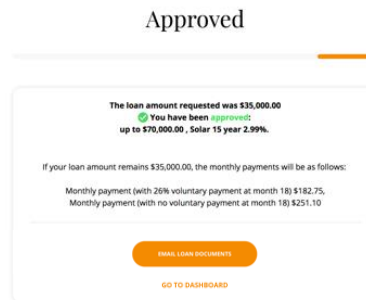 Approved
The loan amount requested was $35,000.00
You have been approved:
up to $70,000.00 , Solar 15 year 2.99%.
If your loan amount remains $35,000.00, the monthly payments will be as follows:
Monthly payment (with 26% voluntary payment at month 18) $182.75,
Monthly payment (with no voluntary payment at month 18) $251.10
EMAIL LOAN DOCUMENTS
GO TO DASHBOARD